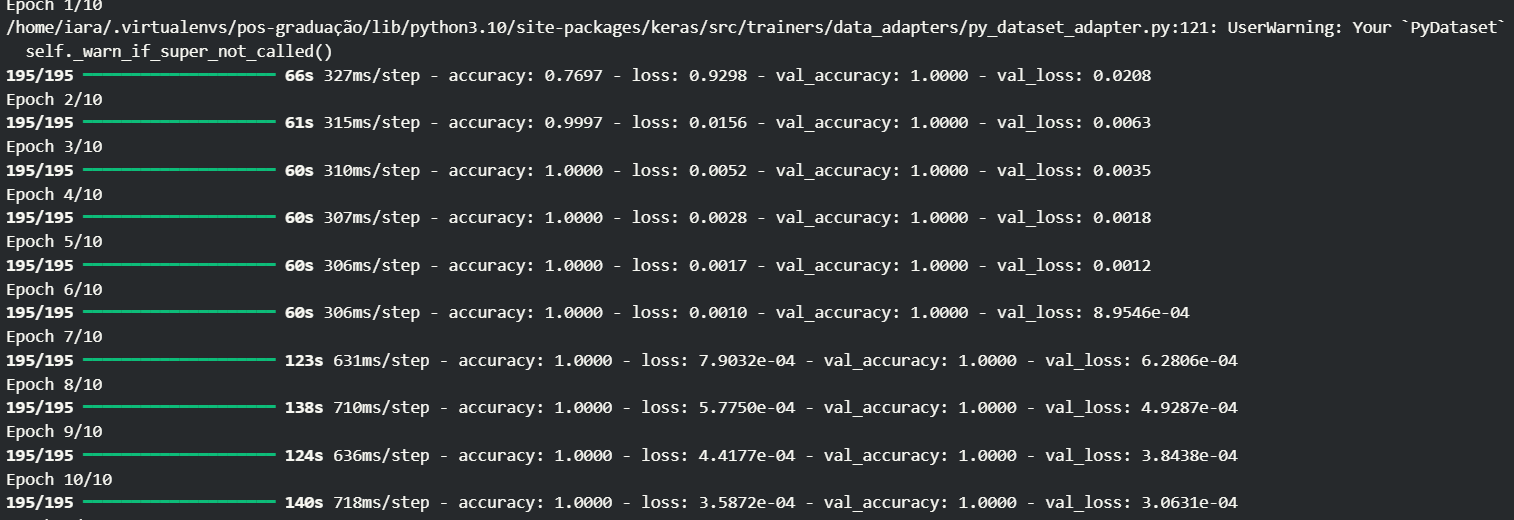 Epoch 1/10
/home/iara/.virtualenvs/pos-graduação/lib/python3.10/site-packages/keras/src/trainers/data_adapters/py_dataset_adapter.py:121: UserWarning: Your `PyDataset`
  self._warn_if_super_not_called()
195/195 ━━━━━━━━━━━━━━━━━━━━ 66s 327ms/step - accuracy: 0.7697 - loss: 0.9298 - val_accuracy: 1.0000 - val_loss: 0.0208
Epoch 2/10
195/195 ━━━━━━━━━━━━━━━━━━━━ 61s 315ms/step - accuracy: 0.9997 - loss: 0.0156 - val_accuracy: 1.0000 - val_loss: 0.0063
Epoch 3/10
195/195 ━━━━━━━━━━━━━━━━━━━━ 60s 310ms/step - accuracy: 1.0000 - loss: 0.0052 - val_accuracy: 1.0000 - val_loss: 0.0035
Epoch 4/10
195/195 ━━━━━━━━━━━━━━━━━━━━ 60s 307ms/step - accuracy: 1.0000 - loss: 0.0028 - val_accuracy: 1.0000 - val_loss: 0.0018
Epoch 5/10
195/195 ━━━━━━━━━━━━━━━━━━━━ 60s 306ms/step - accuracy: 1.0000 - loss: 0.0017 - val_accuracy: 1.0000 - val_loss: 0.0012
Epoch 6/10
195/195 ━━━━━━━━━━━━━━━━━━━━ 60s 306ms/step - accuracy: 1.0000 - loss: 0.0010 - val_accuracy: 1.0000 - val_loss: 8.9546e-04
Epoch 7/10
195/195 ━━━━━━━━━━━━━━━━━━━━ 123s 631ms/step - accuracy: 1.0000 - loss: 7.9032e-04 - val_accuracy: 1.0000 - val_loss: 6.2806e-04
Epoch 8/10
195/195 ━━━━━━━━━━━━━━━━━━━━ 138s 710ms/step - accuracy: 1.0000 - loss: 5.7750e-04 - val_accuracy: 1.0000 - val_loss: 4.9287e-04
Epoch 9/10
195/195 ━━━━━━━━━━━━━━━━━━━━ 124s 636ms/step - accuracy: 1.0000 - loss: 4.4177e-04 - val_accuracy: 1.0000 - val_loss: 3.8438e-04
Epoch 10/10
195/195 ━━━━━━━━━━━━━━━━━━━━ 140s 718ms/step - accuracy: 1.0000 - loss: 3.5872e-04 - val_accuracy: 1.0000 - val_loss: 3.0631e-04